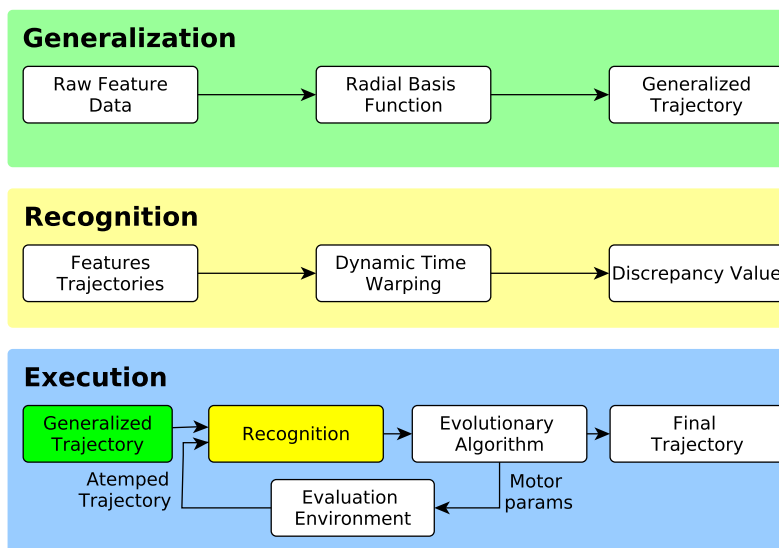 Generalization
Raw Feature
Data
Radial Basis
Function
Generalized
Trajectory
Recognition
Features
Trajectories
Dynamic Time
Warping
Discrepancy Value
Execution
Generalized
Trajectory
Recognition
Evolutionary
Algorithm
Final
Trajectory
Atemped
Trajectory
Evaluation
Environment
Motor
params